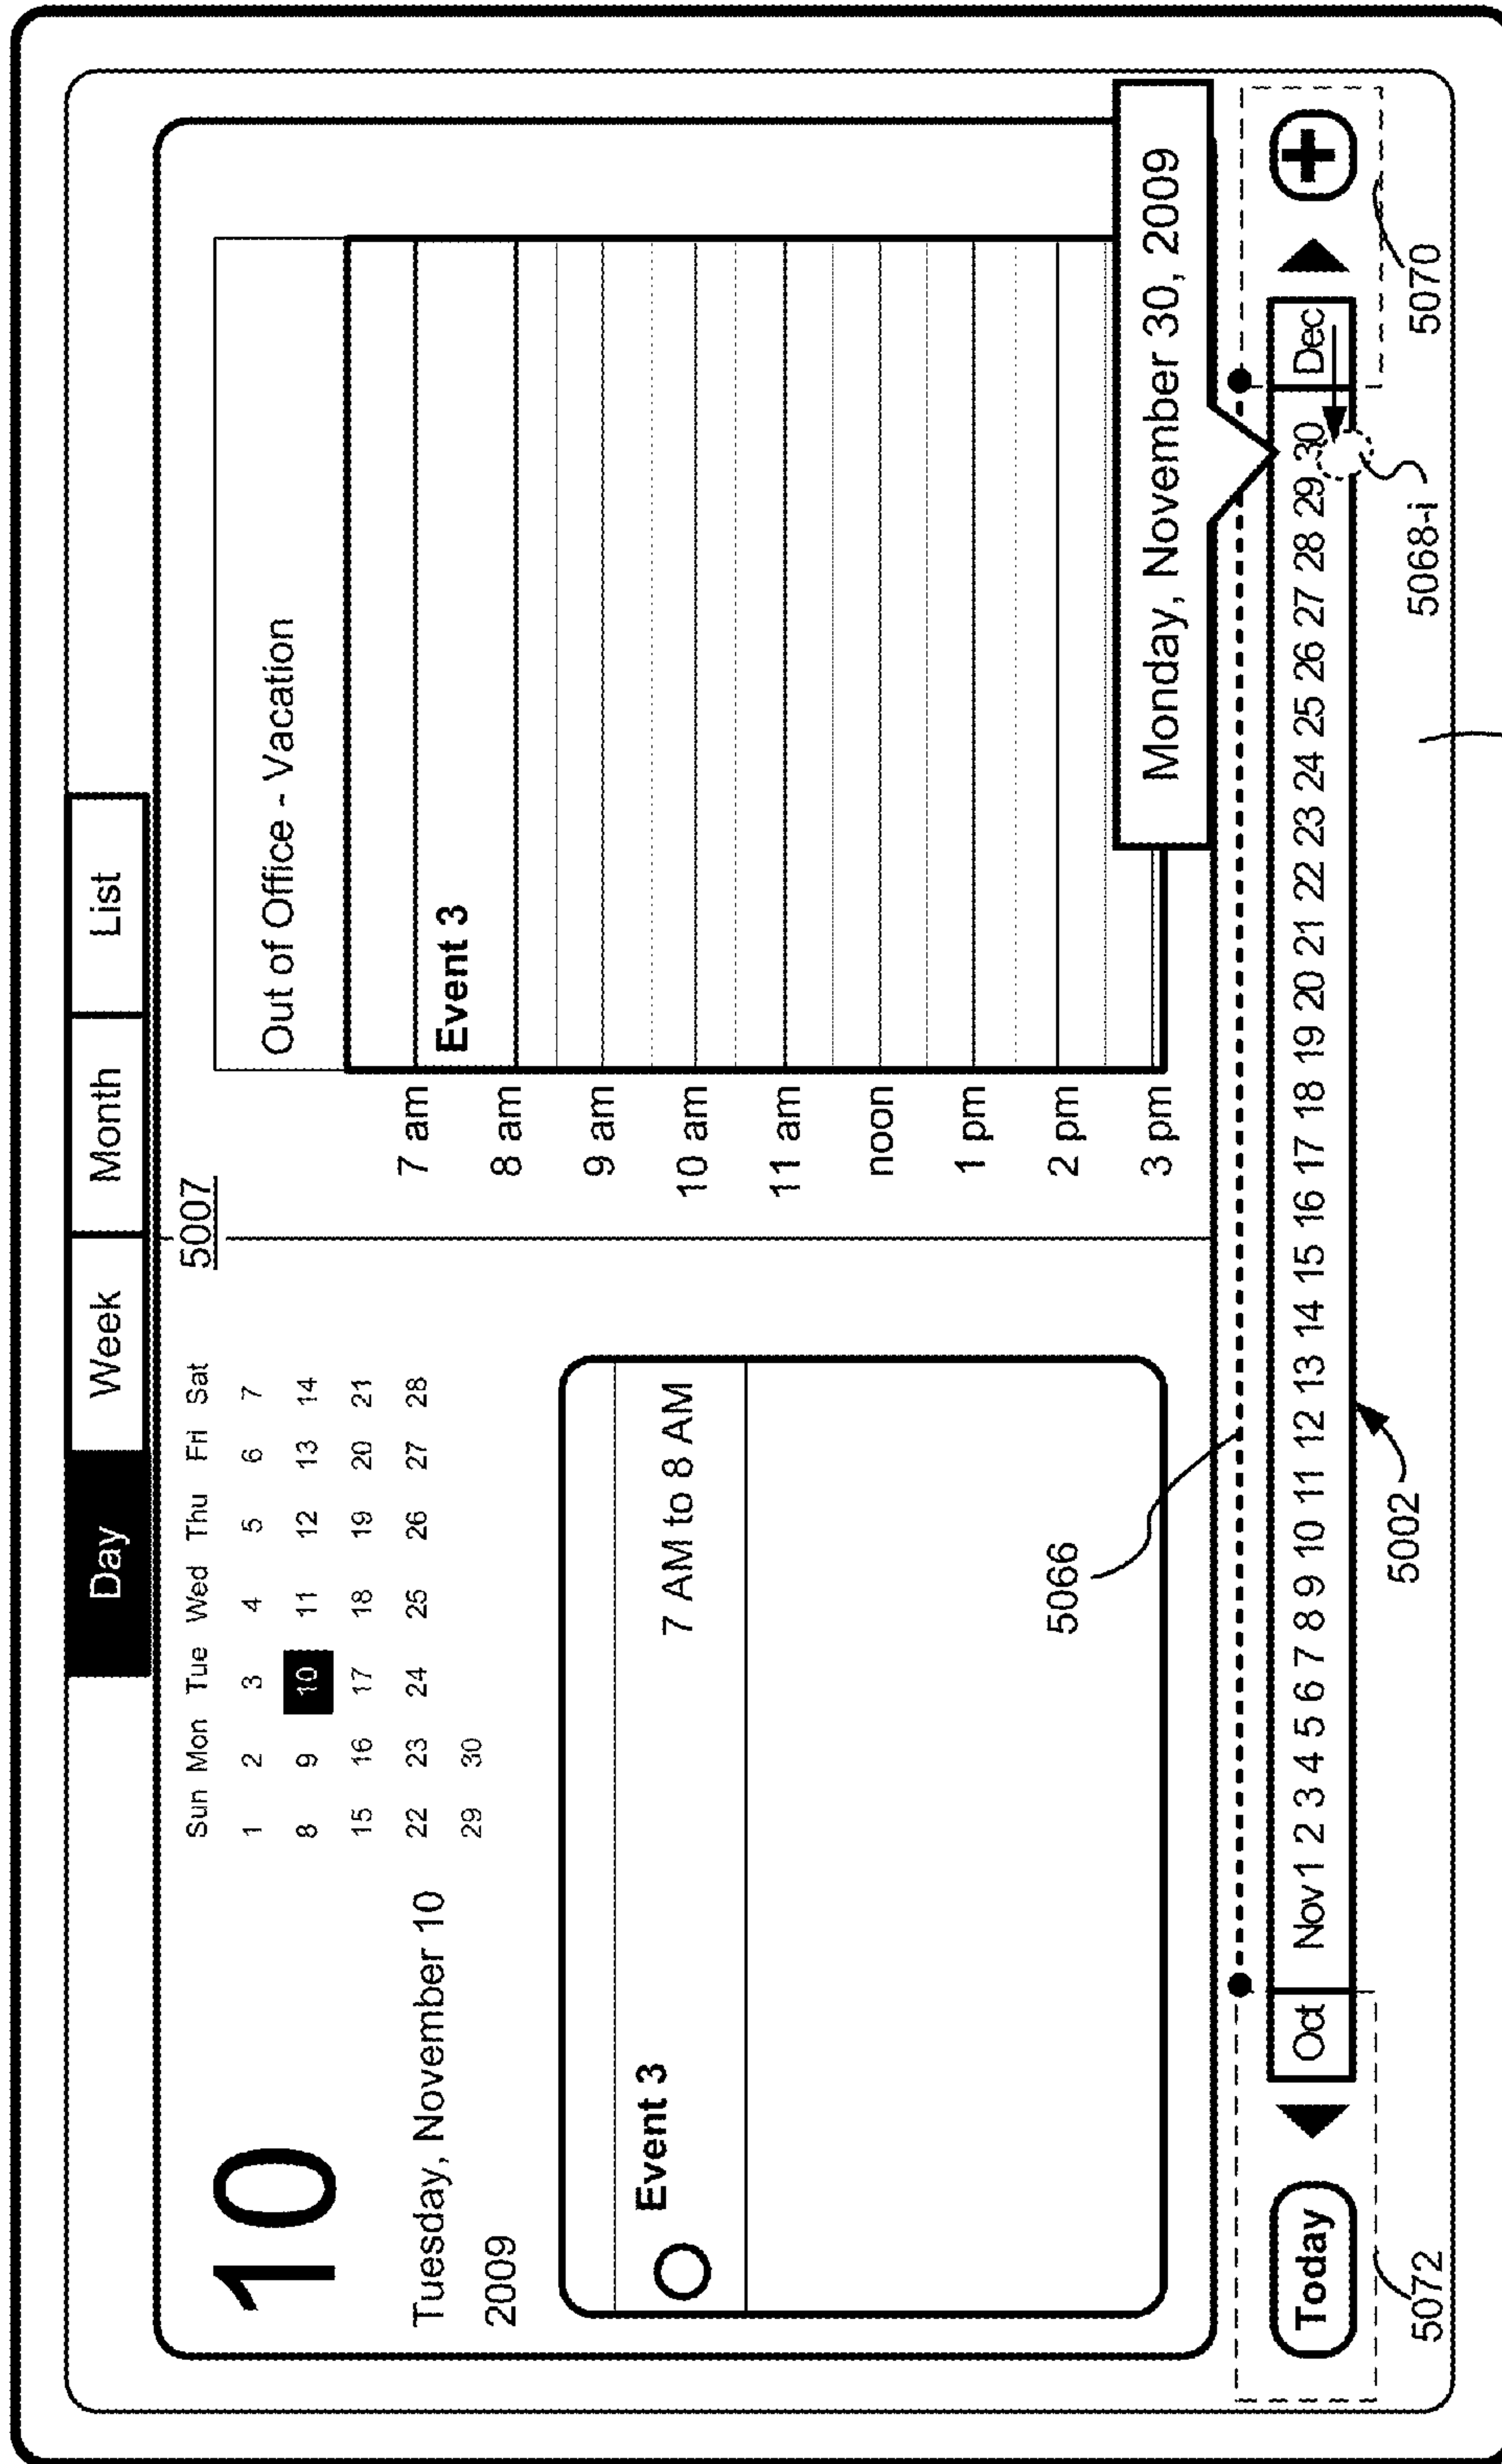 Day Week Month List
10
Tuesday, November 10
2009
Sun Mon Tue Wed Thu Fri Sat
1 2 3 4 5 6 7
8 9 10 11 12 13 14
15 16 17 18 19 20 21
22 23 24 25 26 27 28
29 30
5007
Event 3
7 AM to 8 AM
Out of Office - Vacation
7 am
Event 3
8 am
9 am
10 am
11 am
noon
1 pm
2 pm
3 pm
Monday, November 30, 2009
5066
Today Oct Nov 1 2 3 4 5 6 7 8 9 10 11 12 13 14 15 16 17 18 19 20 21 22 23 24 25 26 27 28 29 30 Dec
5072
5002
5068-i
5070